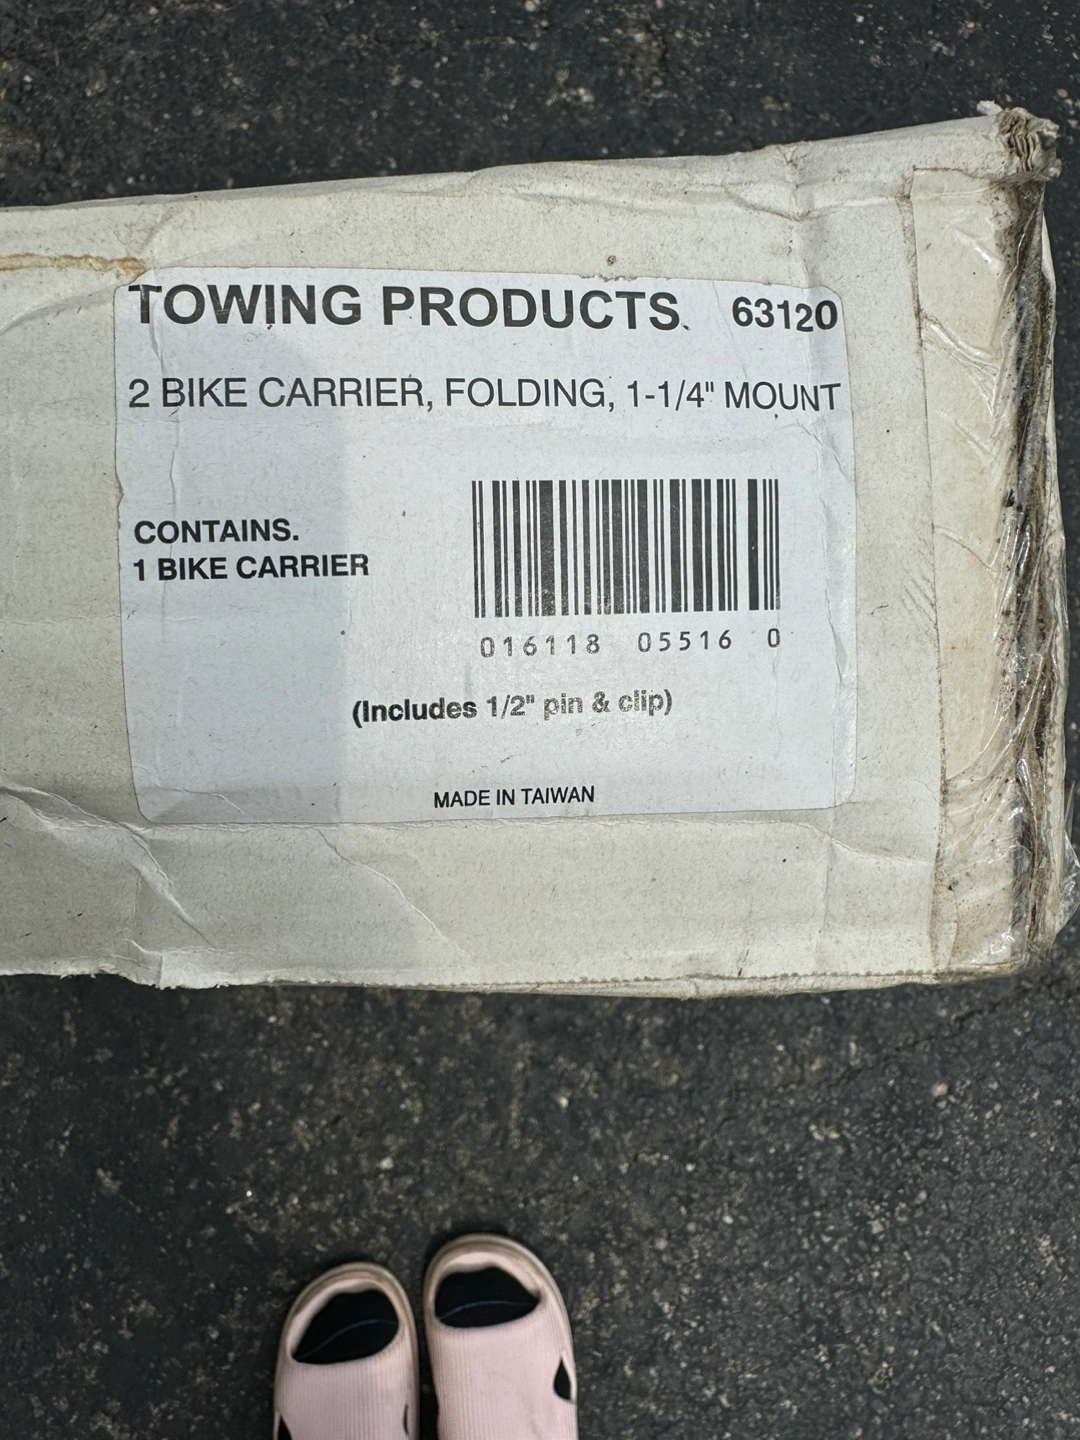 TOWING PRODUCTS. 63120
2 BIKE CARRIER, FOLDING, 1-1/4" MOUNT
CONTAINS.
1 BIKE CARRIER
016118 05516 0
(Includes 1/2" pin & clip)
MADE IN TAIWAN